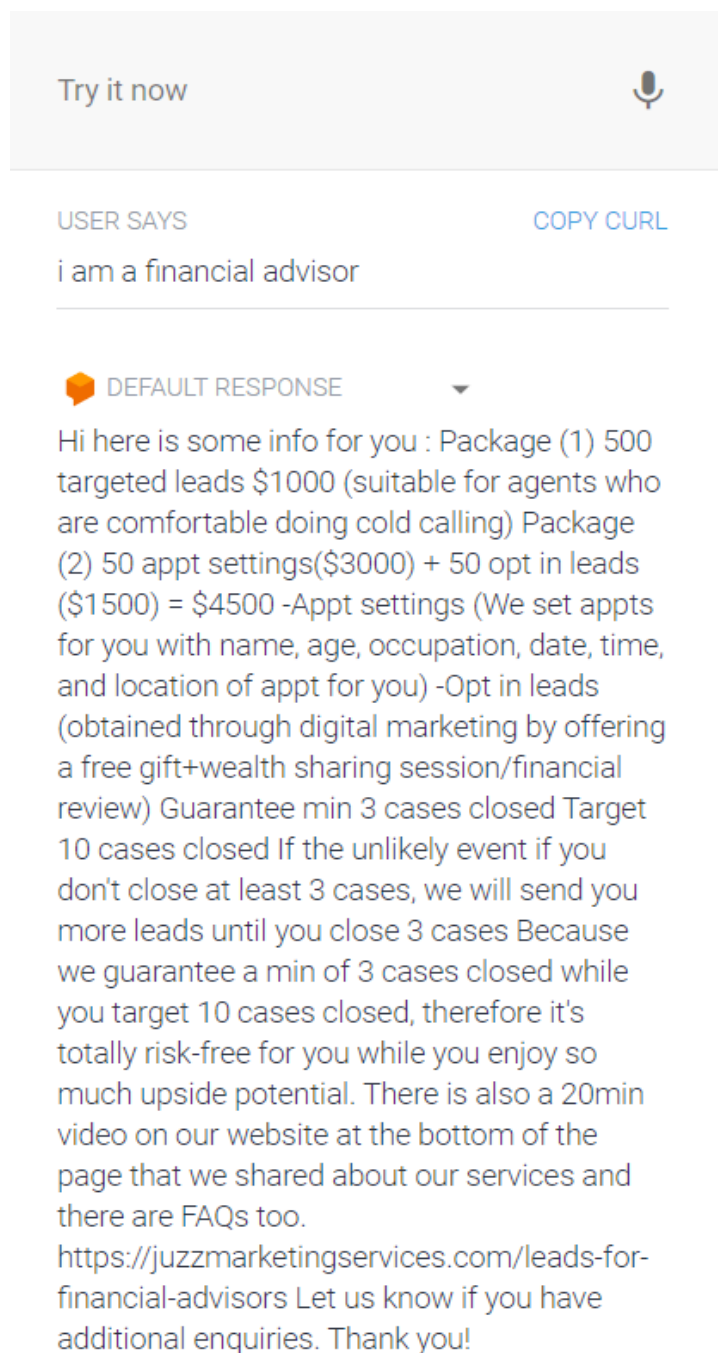 Try it now
USER SAYS COPY CURL
i am a financial advisor
DEFAULT RESPONSE
Hi here is some info for you : Package (1) 500
targeted leads $1000 (suitable for agents who
are comfortable doing cold calling) Package
(2) 50 appt settings($3000) + 50 opt in leads
($1500) = $4500 -Appt settings (We set appts
for you with name, age, occupation, date, time,
and location of appt for you) -Opt in leads
(obtained through digital marketing by offering
a free gift+wealth sharing session/financial
review) Guarantee min 3 cases closed Target
10 cases closed If the unlikely event if you
don't close at least 3 cases, we will send you
more leads until you close 3 cases Because
we guarantee a min of 3 cases closed while
you target 10 cases closed, therefore it's
totally risk-free for you while you enjoy so
much upside potential. There is also a 20min
video on our website at the bottom of the
page that we shared about our services and
there are FAQs too.
https://juzzmarketingservices.com/leads-for-
financial-advisors Let us know if you have
additional enquiries. Thank you!